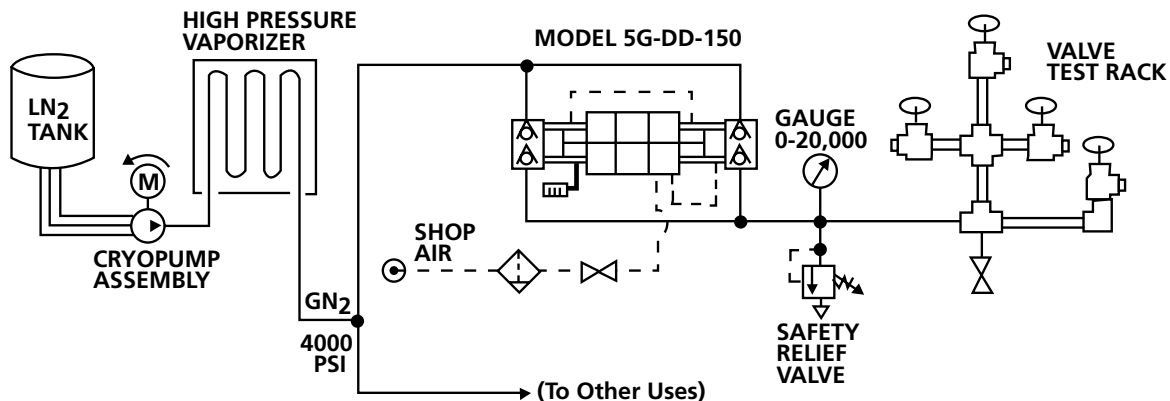 HIGH PRESSURE
VAPORIZER
LN2
TANK
M
CRYOPUMP
ASSEMBLY
GN2
4000
PSI
MODEL 5G-DD-150
SHOP
AIR
GAUGE
0-20,000
SAFETY
RELIEF
VALVE
VALVE
TEST RACK
(To Other Uses)